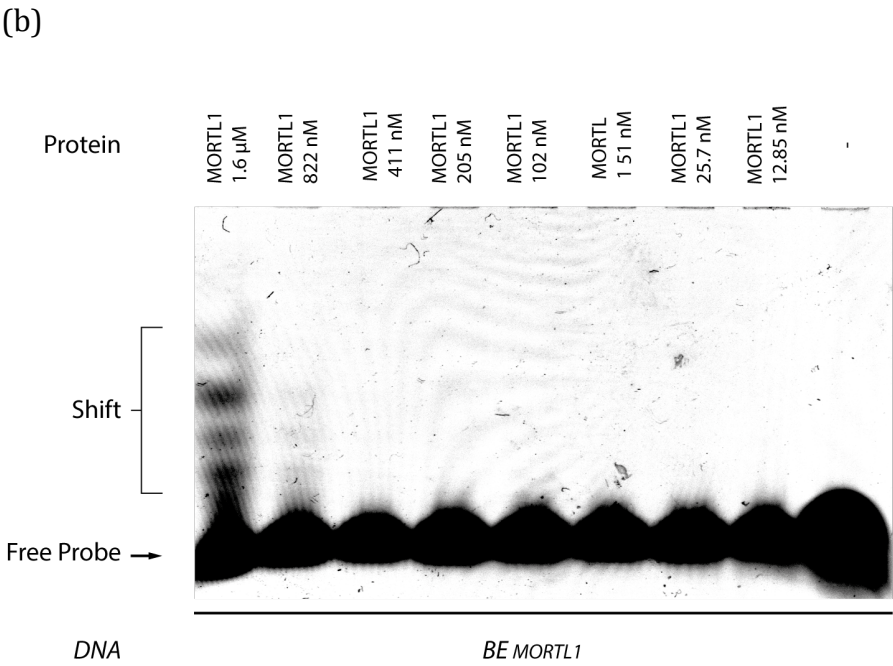 (b)
Protein
MORTL1
1.6 µM
MORTL1
822 nM
MORTL1
411 nM
MORTL1
205 nM
MORTL1
102 nM
MORTL
1 51 nM
MORTL1
25.7 nM
MORTL1
12.85 nM
-
Shift
Free Probe
DNA
BE MORTL1